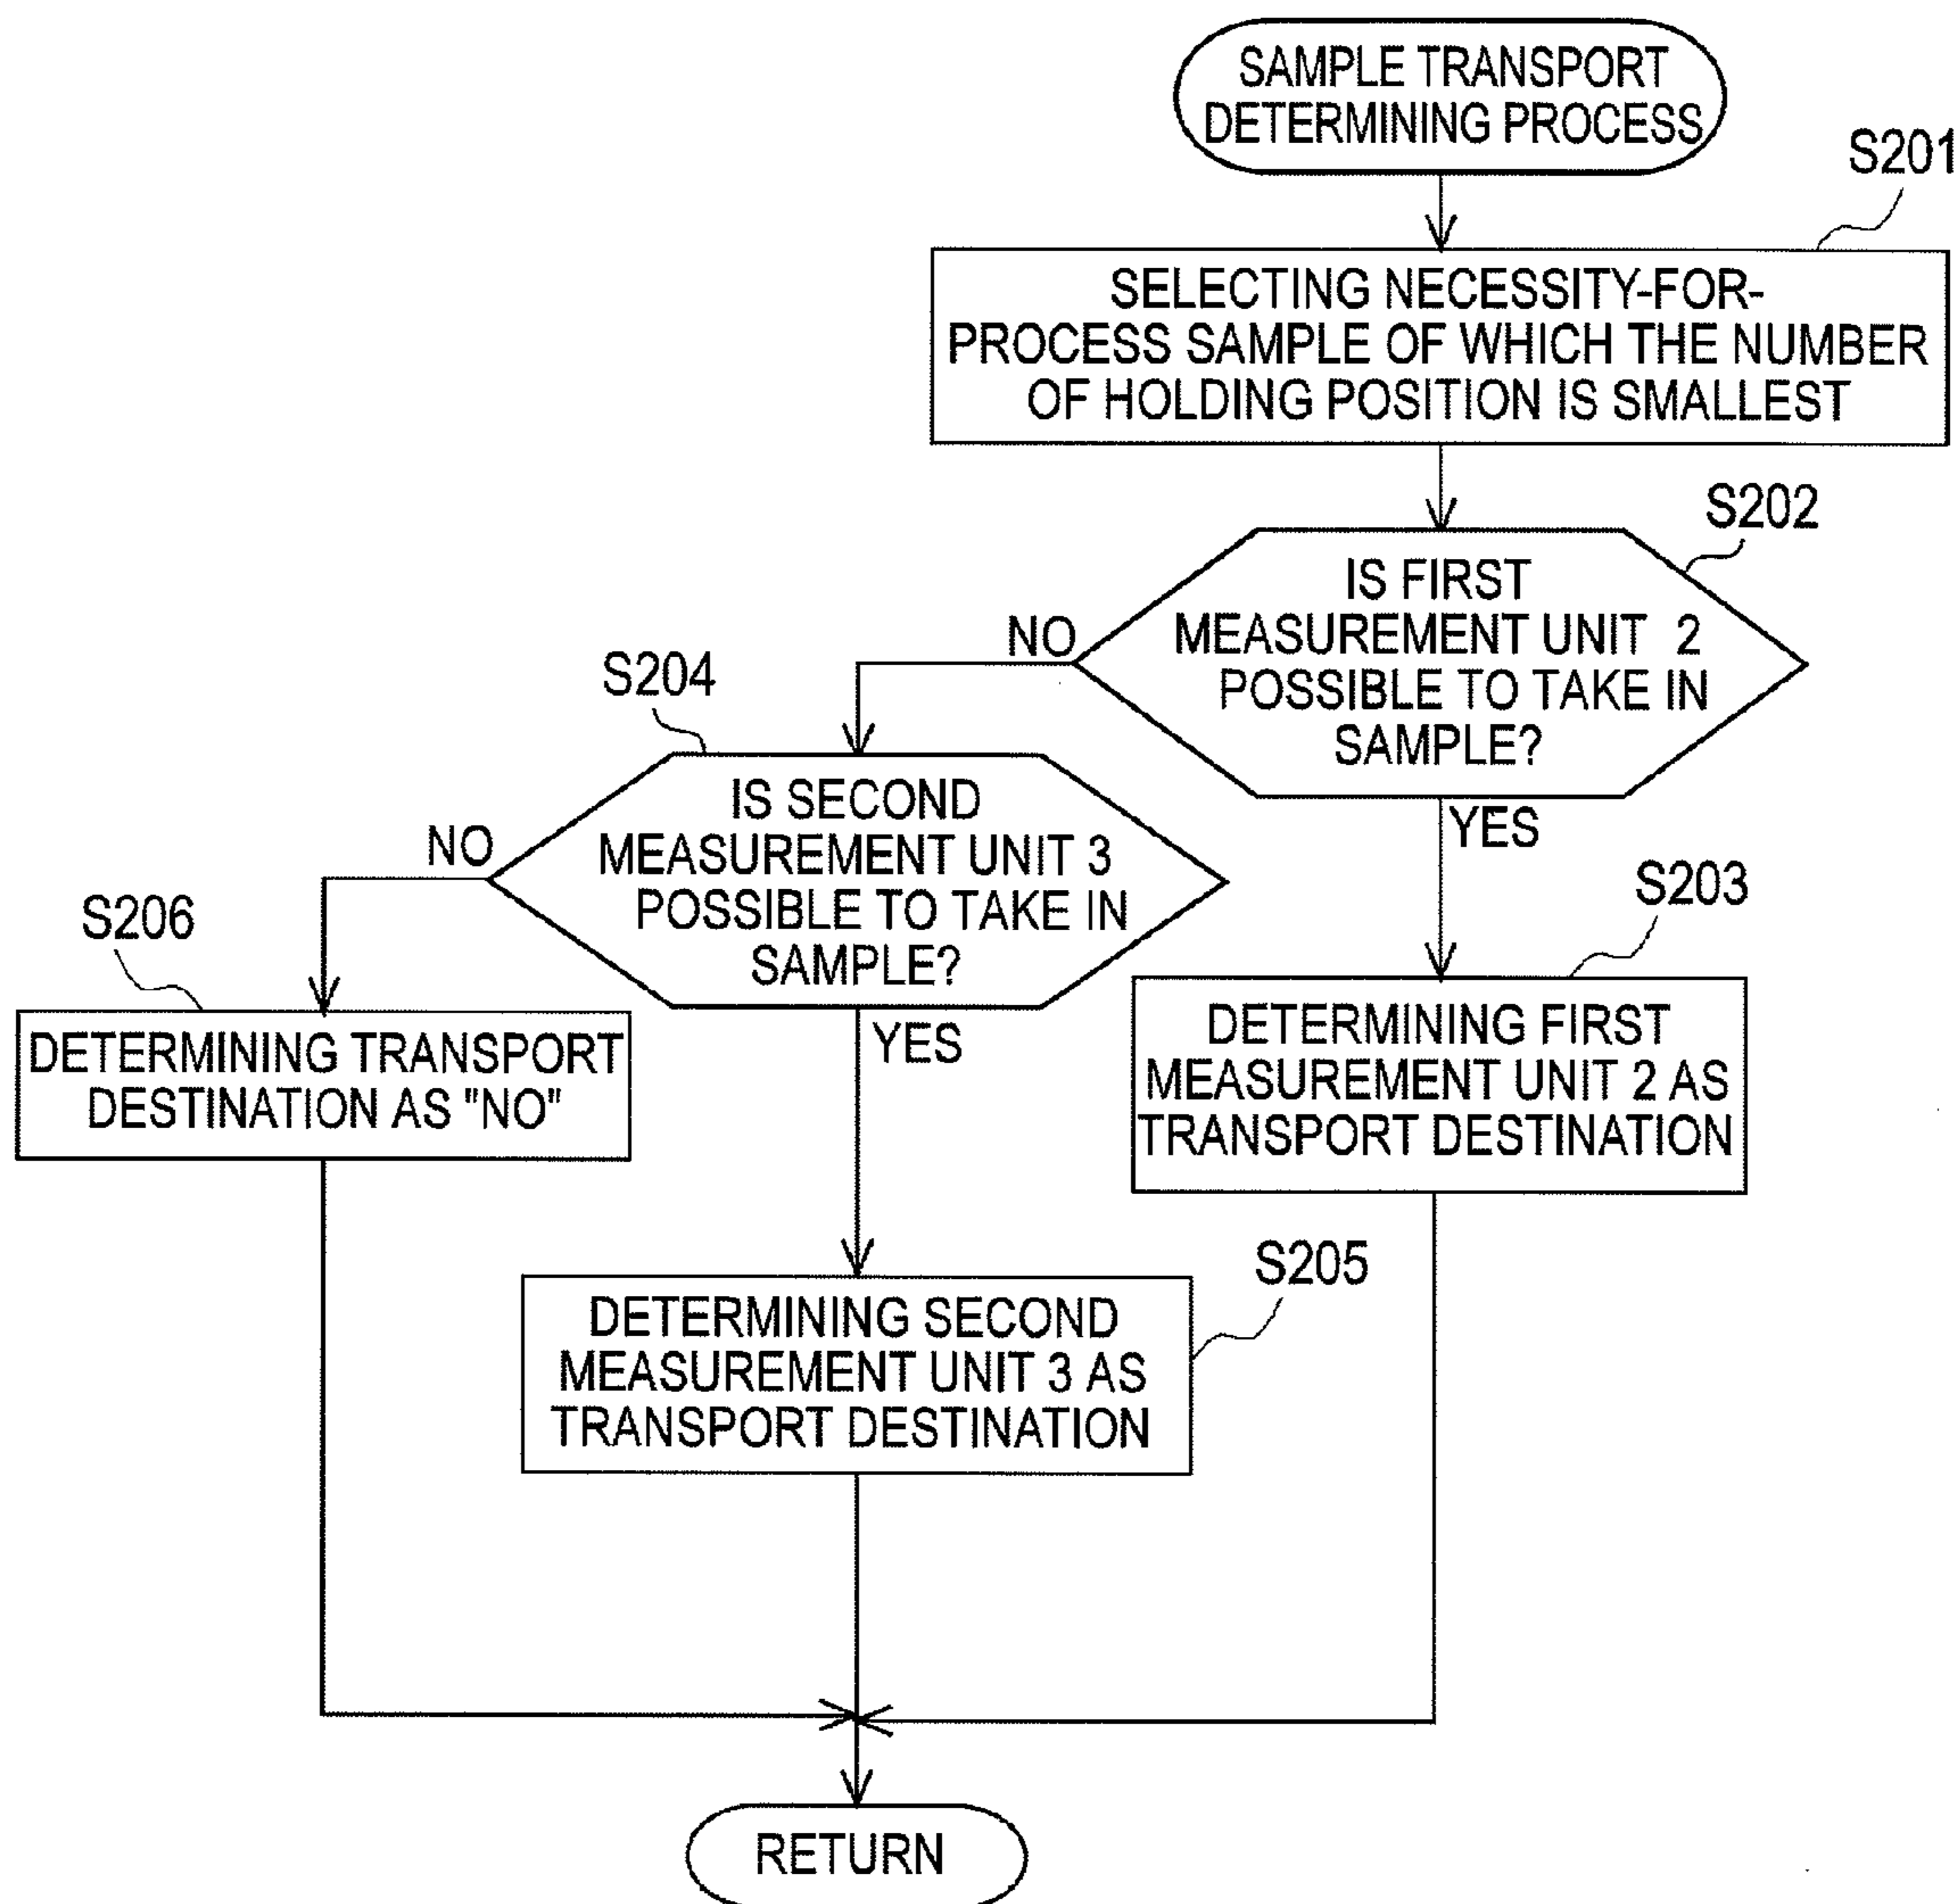 SAMPLE TRANSPORT
DETERMINING PROCESS
S201
SELECTING NECESSITY-FOR-
PROCESS SAMPLE OF WHICH THE NUMBER
OF HOLDING POSITION IS SMALLEST
S202
IS FIRST
MEASUREMENT UNIT 2
POSSIBLE TO TAKE IN
SAMPLE?
NO
YES
S204
IS SECOND
MEASUREMENT UNIT 3
POSSIBLE TO TAKE IN
SAMPLE?
NO
YES
S203
DETERMINING FIRST
MEASUREMENT UNIT 2 AS
TRANSPORT DESTINATION
S206
DETERMINING TRANSPORT
DESTINATION AS "NO"
S205
DETERMINING SECOND
MEASUREMENT UNIT 3 AS
TRANSPORT DESTINATION
RETURN